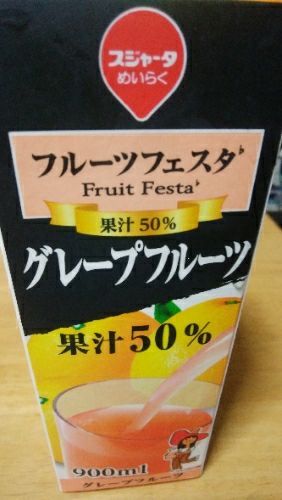 スジャータ
めいらく
フルーツフェスタ♭
Fruit Festa♭
果汁50%
グレープフルーツ
果汁50%
900ml
グレープフルーツ